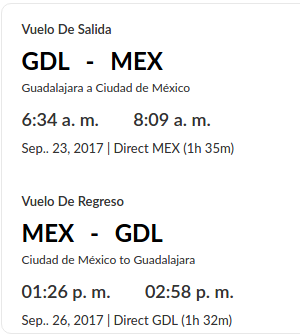 Vuelo De Salida
GDL - MEX
Guadalajara a Ciudad de México
6:34 a. m. 8:09 a. m.
Sep.. 23, 2017 | Direct MEX (1h 35m)
Vuelo De Regreso
MEX - GDL
Ciudad de México to Guadalajara
01:26 p. m. 02:58 p. m.
Sep.. 26, 2017 | Direct GDL (1h 32m)